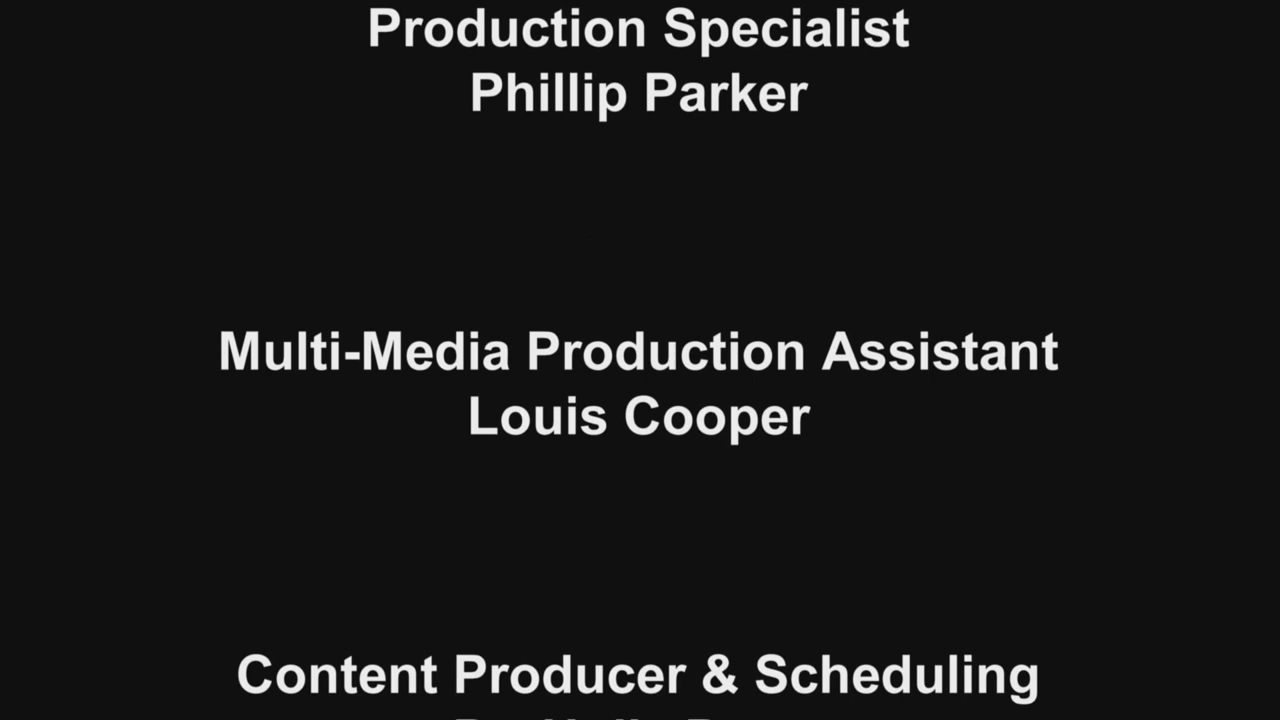 Production Specialist
Phillip Parker
Multi-Media Production Assistant
Louis Cooper
Content Producer & Scheduling